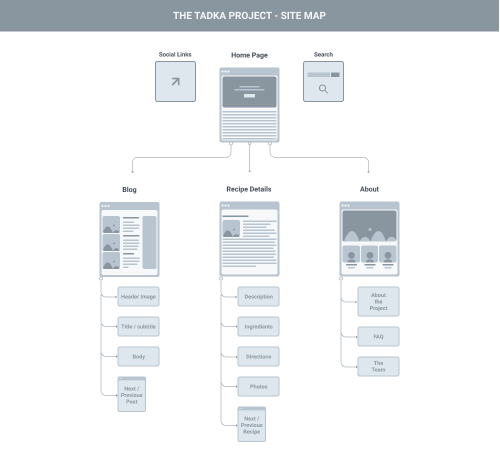 THE TADKA PROJECT - SITE MAP
Social Links
Home Page
Search
Blog
Recipe Details
About
Header Image
Title / subtitle
Body
Next /
Previous
Post
Description
Ingredients
Directions
Photos
Next /
Previous
Recipe
About
the
Project
FAQ
The
Team